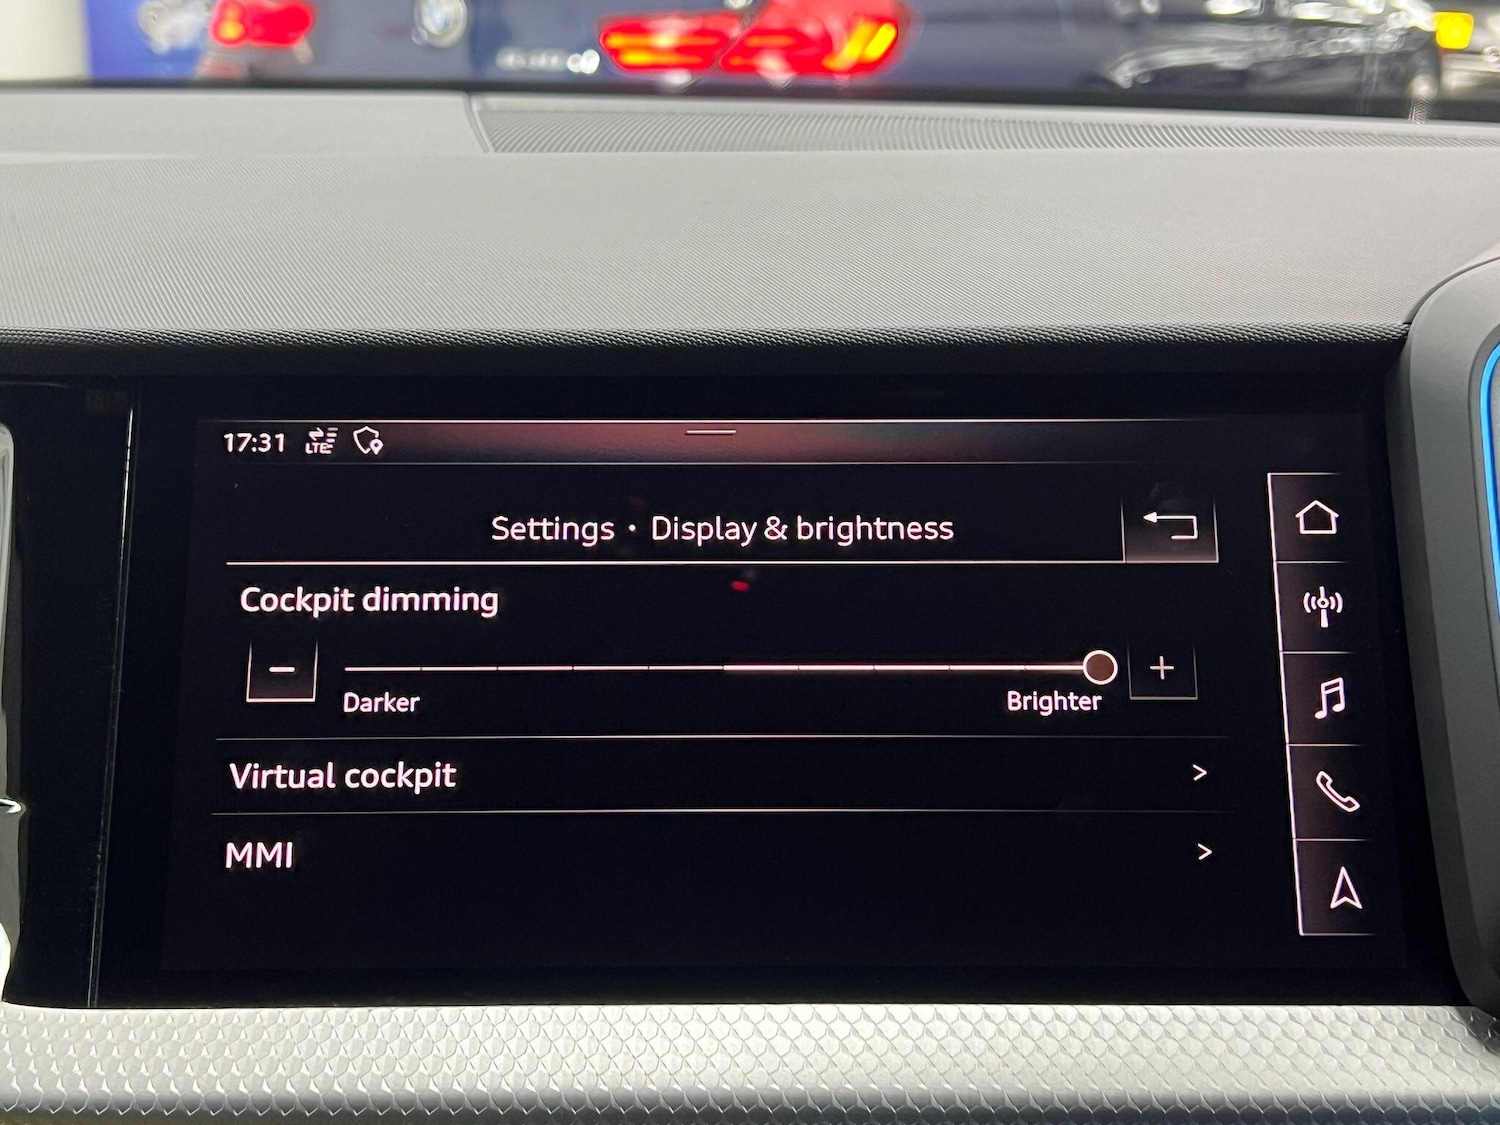 17:31 LTE
Settings • Display & brightness
Cockpit dimming
− +
Darker Brighter
Virtual cockpit >
MMI >